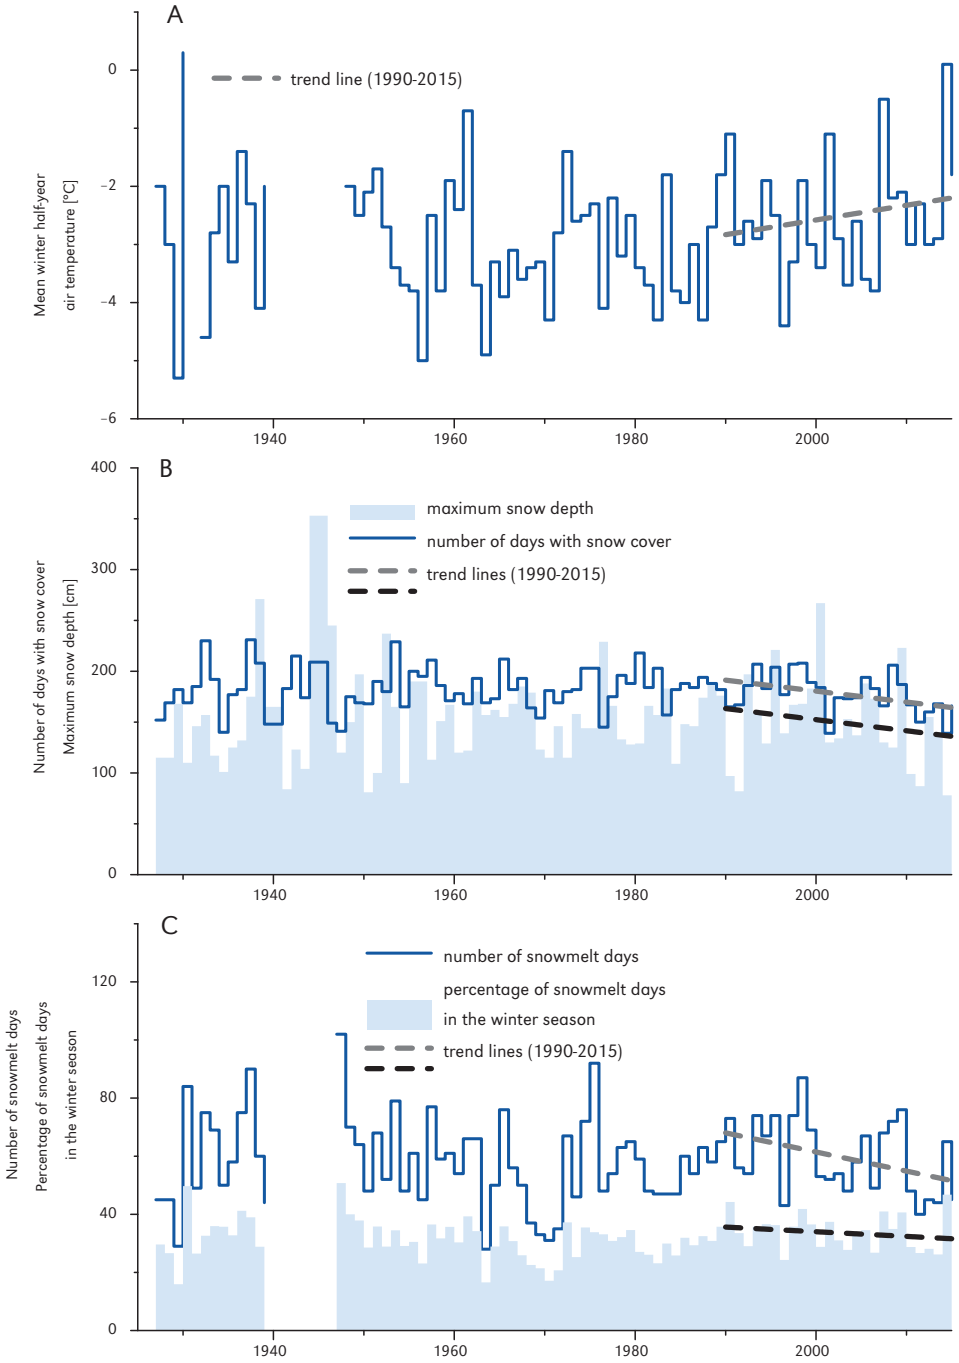 A
0
−2
−4
−6
trend line (1990-2015)
Mean winter half-year
air temperature [°C]
1940
1960
1980
2000
B
400
300
200
100
0
maximum snow depth
number of days with snow cover
trend lines (1990-2015)
Number of days with snow cover
Maximum snow depth [cm]
1940
1960
1980
2000
C
120
80
40
0
number of snowmelt days
percentage of snowmelt days
in the winter season
trend lines (1990-2015)
Number of snowmelt days
Percentage of snowmelt days
in the winter season
1940
1960
1980
2000